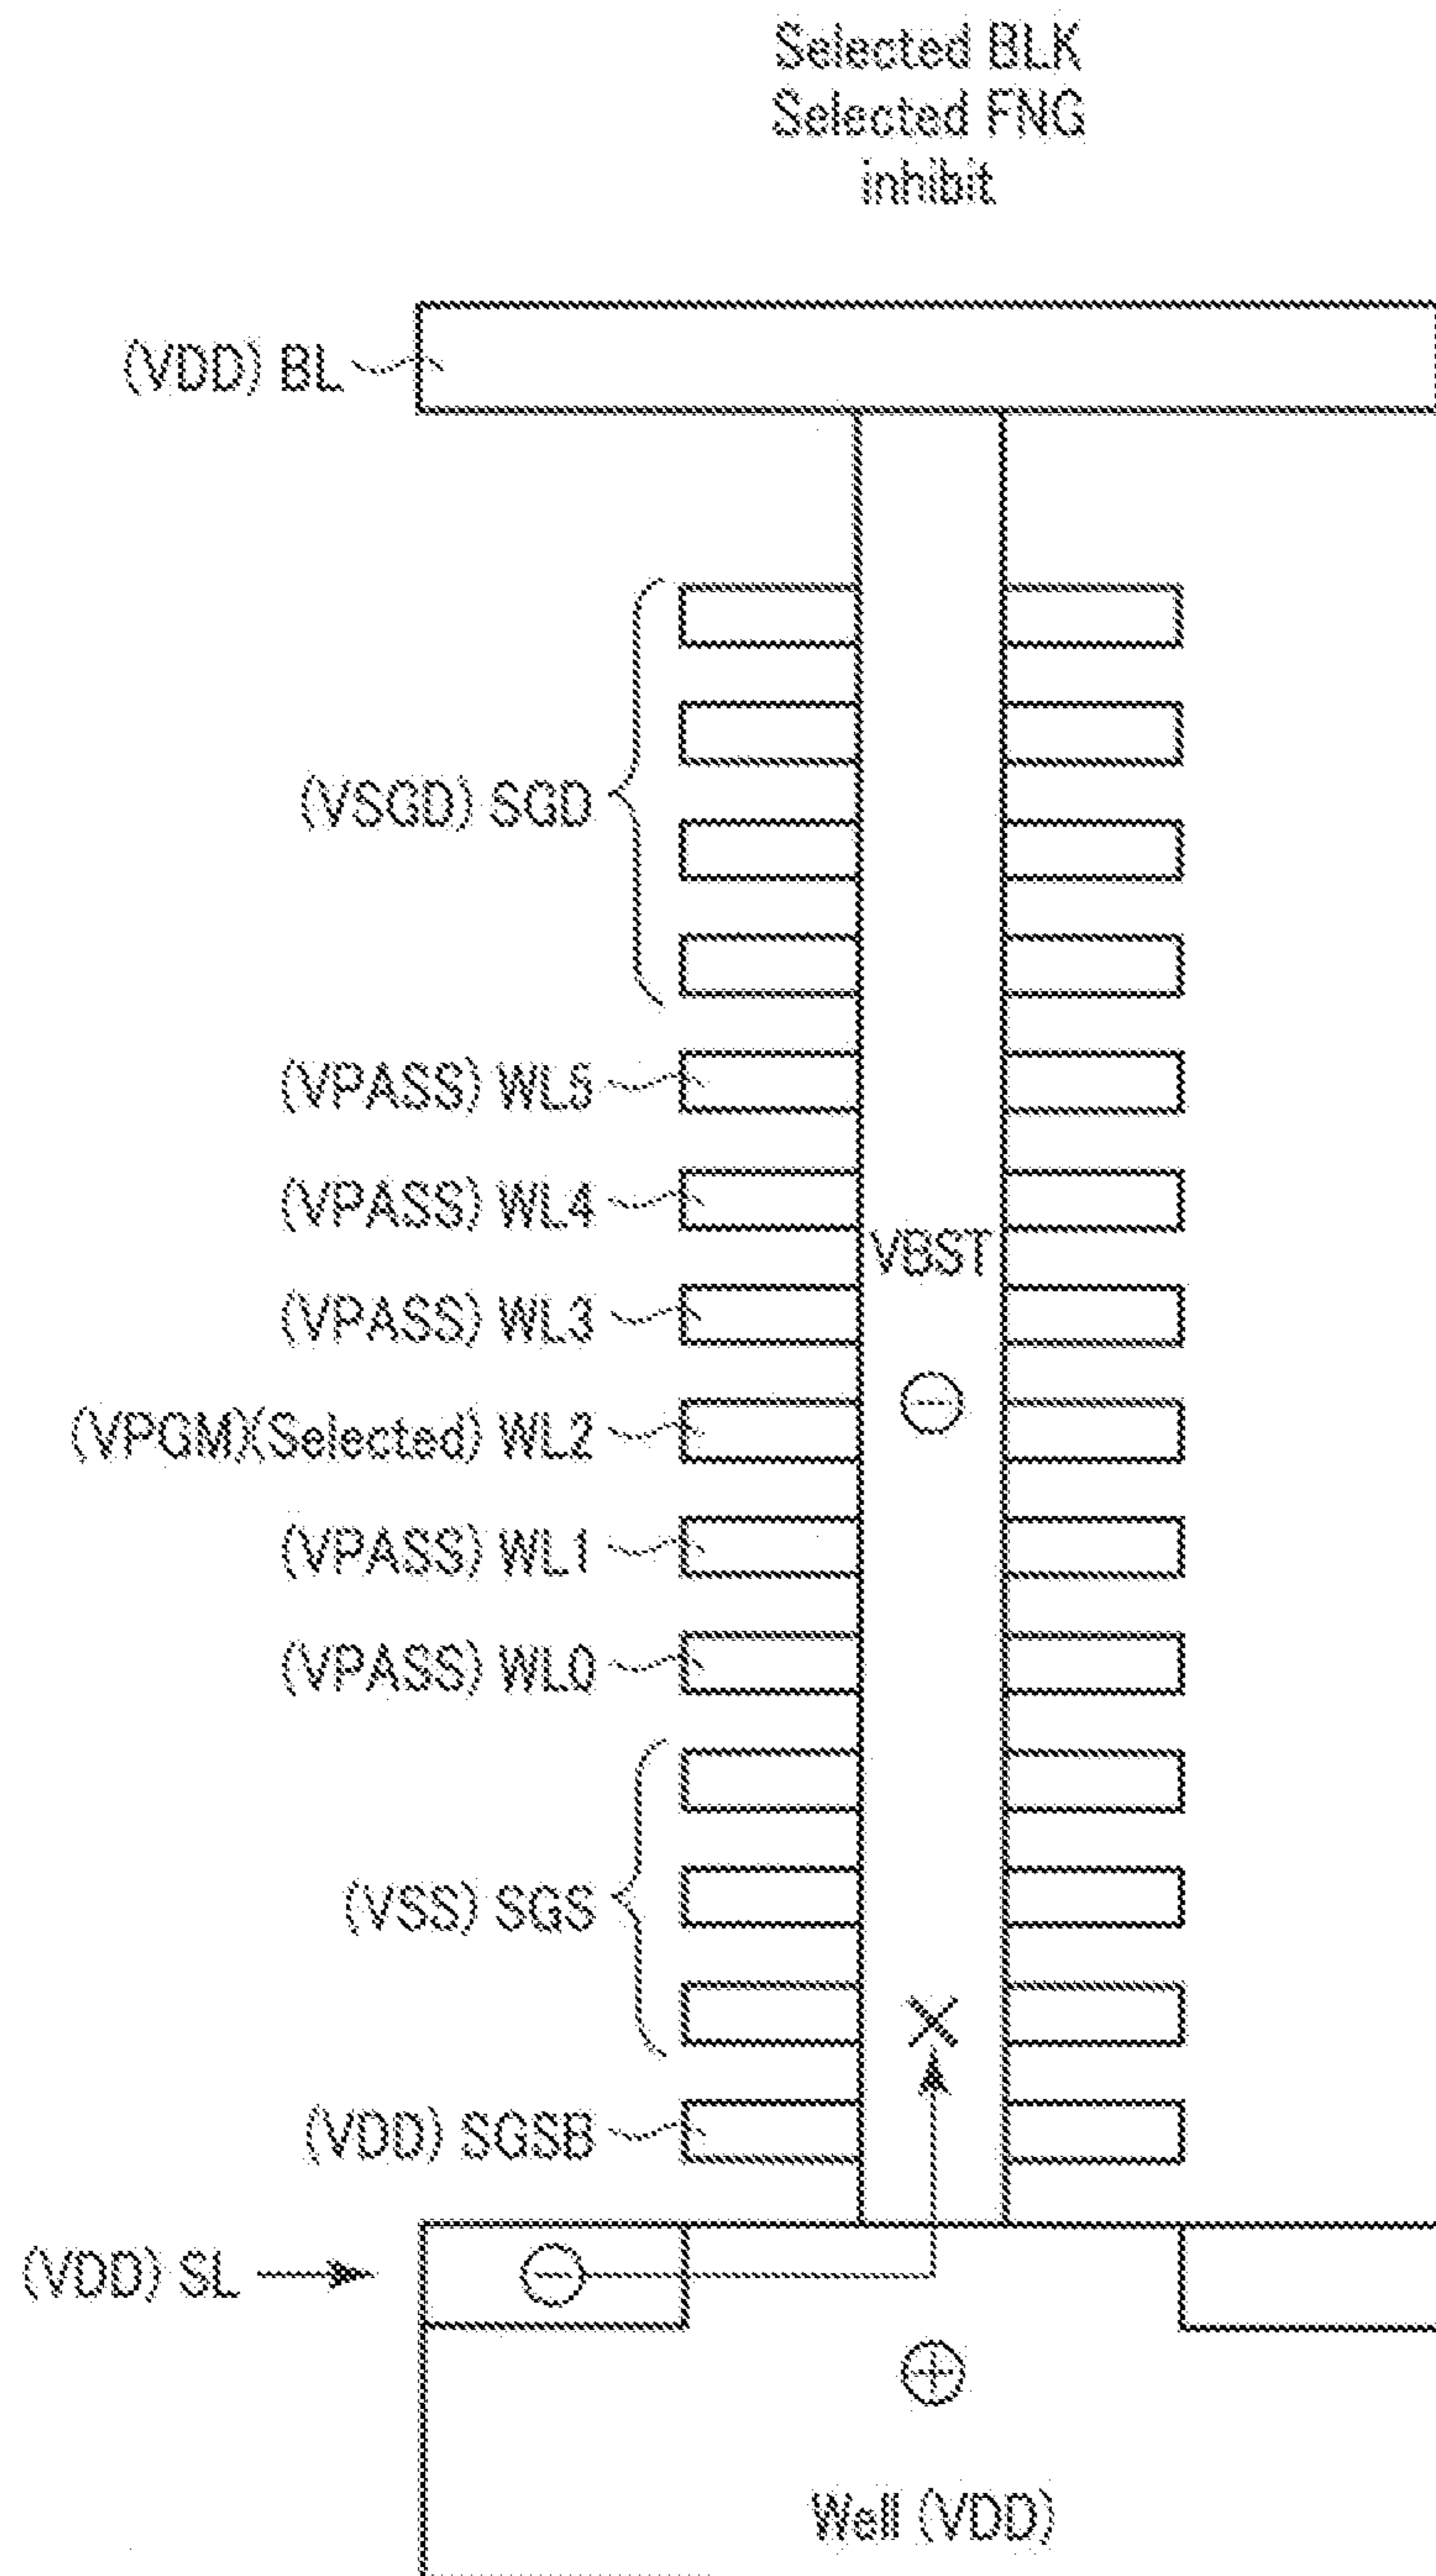 Selected BLK
Selected FNG
inhibit
(VDD) BL
(VSGD) SGD
(VPASS) WL5
(VPASS) WL4
VBST
(VPASS) WL3
(VPGM)(Selected) WL2
(VPASS) WL1
(VPASS) WL0
(VSS) SGS
(VDD) SGSB
(VDD) SL
Well (VDD)